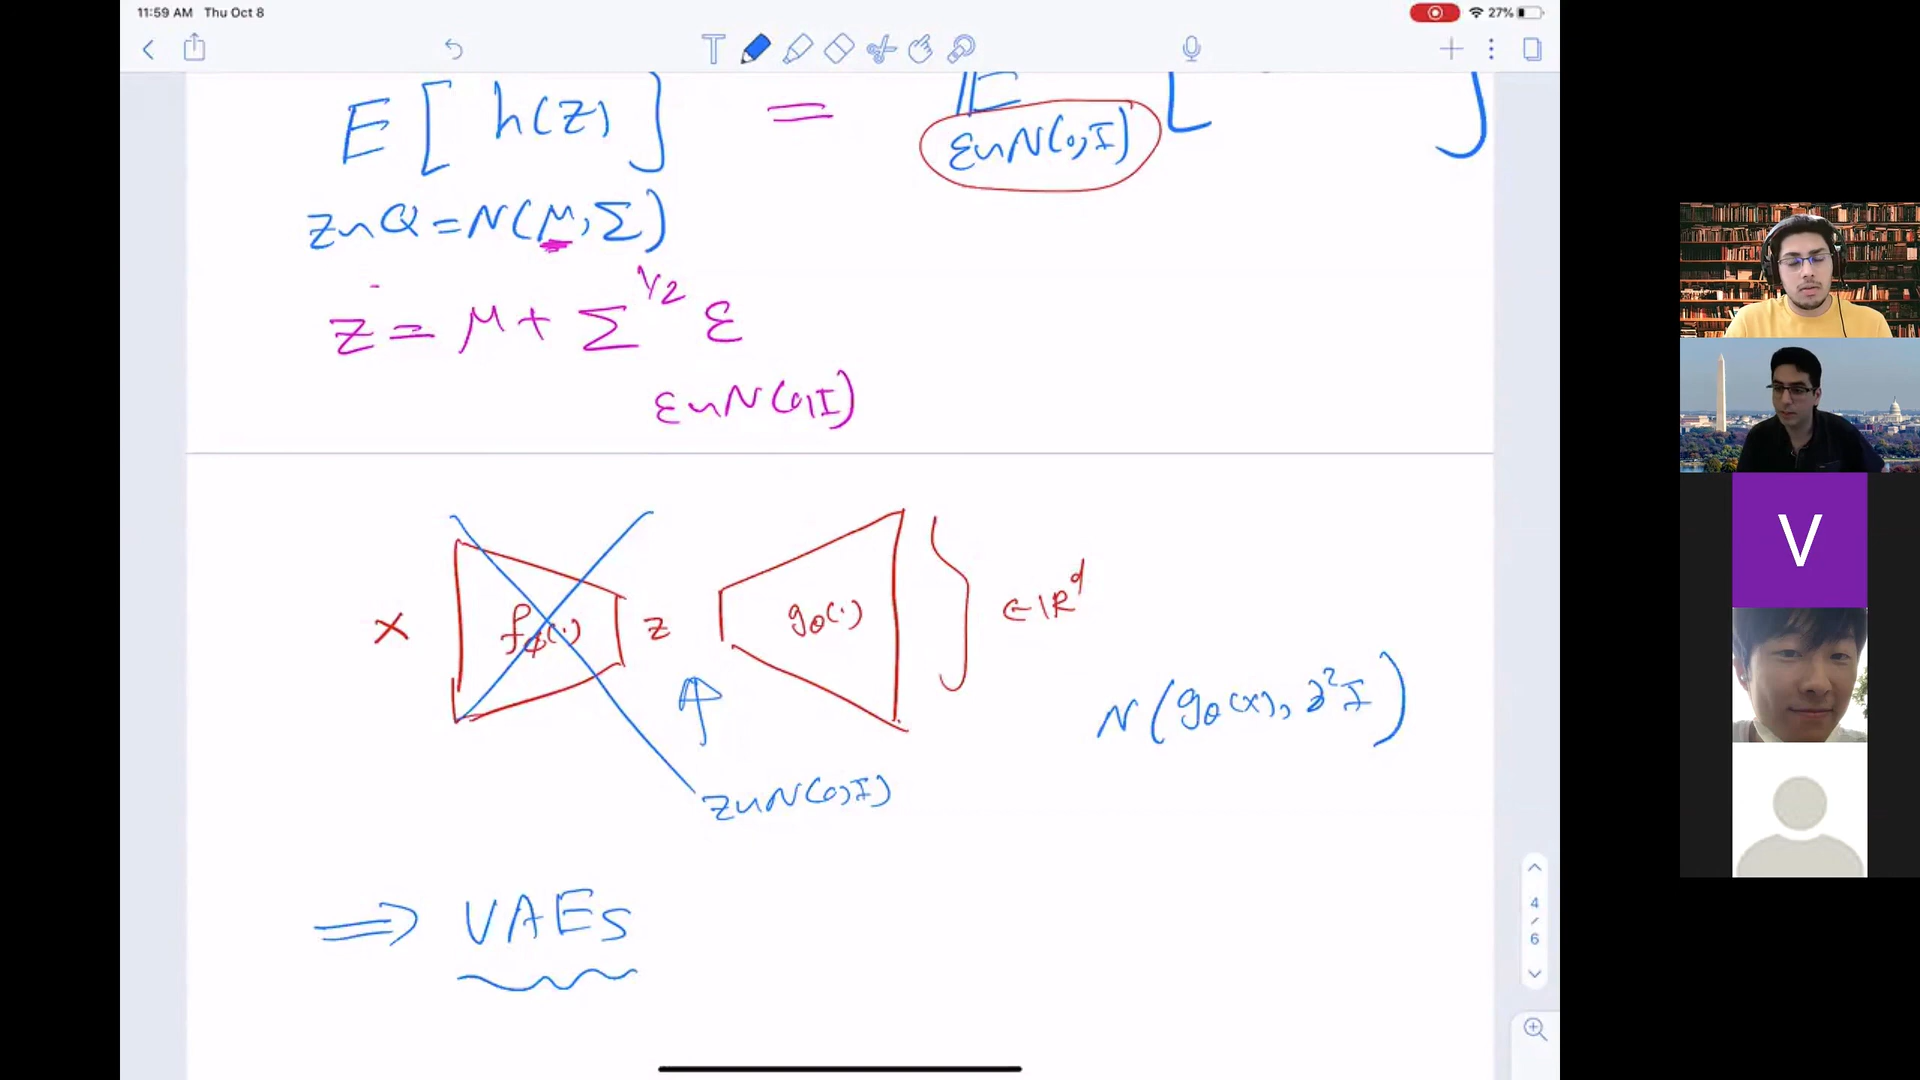 11:59 AM Thu Oct 8
27%
E [ h(z) ] = E [ ]
ε~N(0,I)
z~Q=N(μ,Σ)
z = μ + Σ^{1/2} ε
ε~N(0,I)
x f_φ(·) z g_θ(·) ∈ ℝ^d
N(g_θ(x), σ²I)
z~N(0,I)
⇒ VAEs
V
T
4
/
6